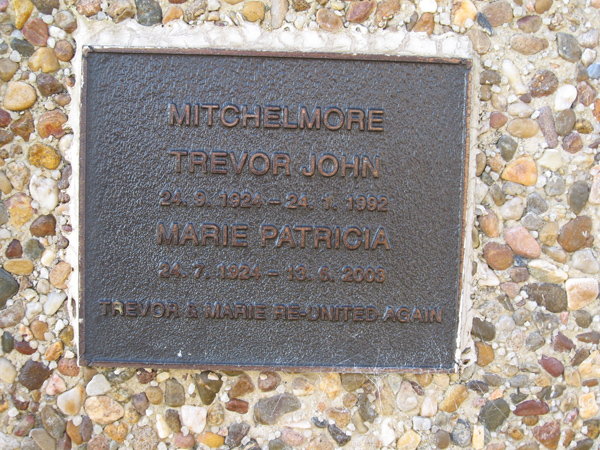 MITCHELMORE
TREVOR JOHN
24. 9. 1924 – 24. 1. 1992
MARIE PATRICIA
24. 7. 1924 – 13. 6. 2003
TREVOR & MARIE RE-UNITED AGAIN